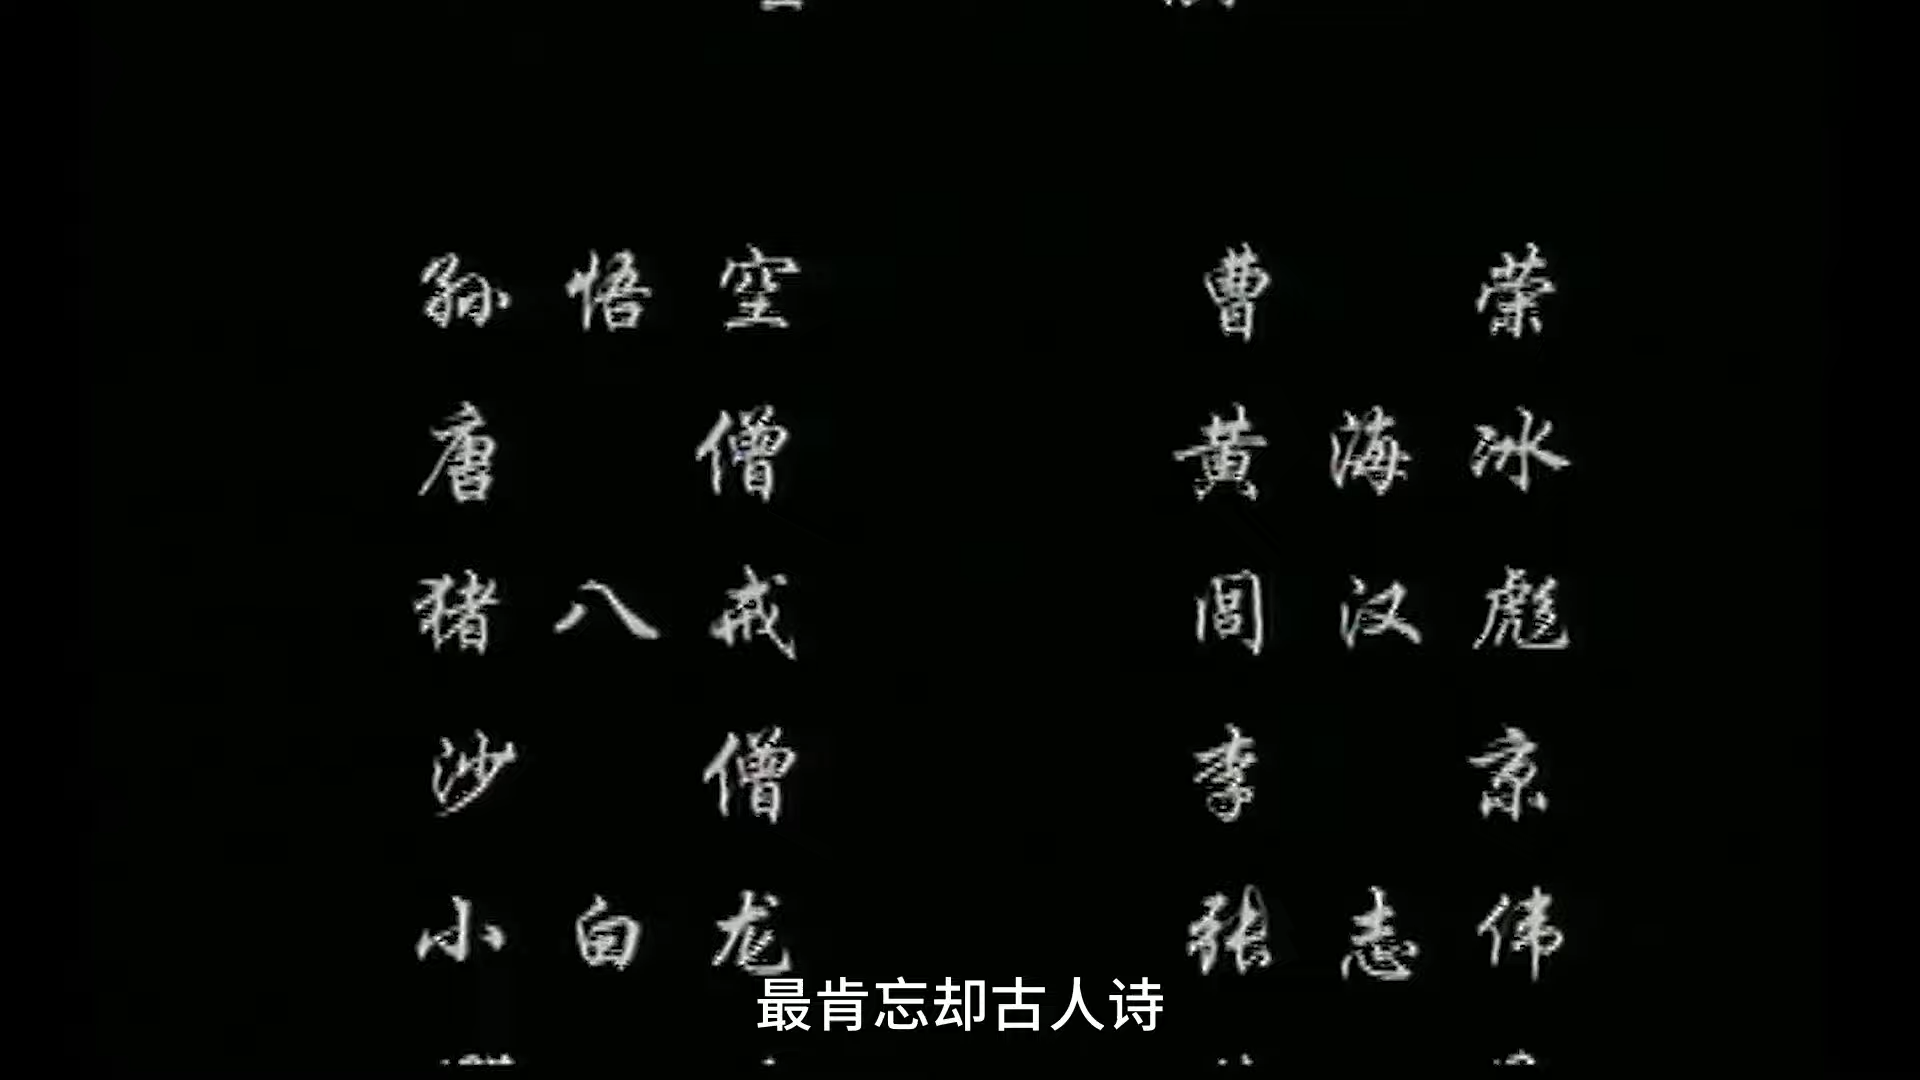 孙悟空 曹荣
唐僧 黄海冰
猪八戒 闫汉彪
沙僧 李京
小白龙 张志伟
最肯忘却古人诗